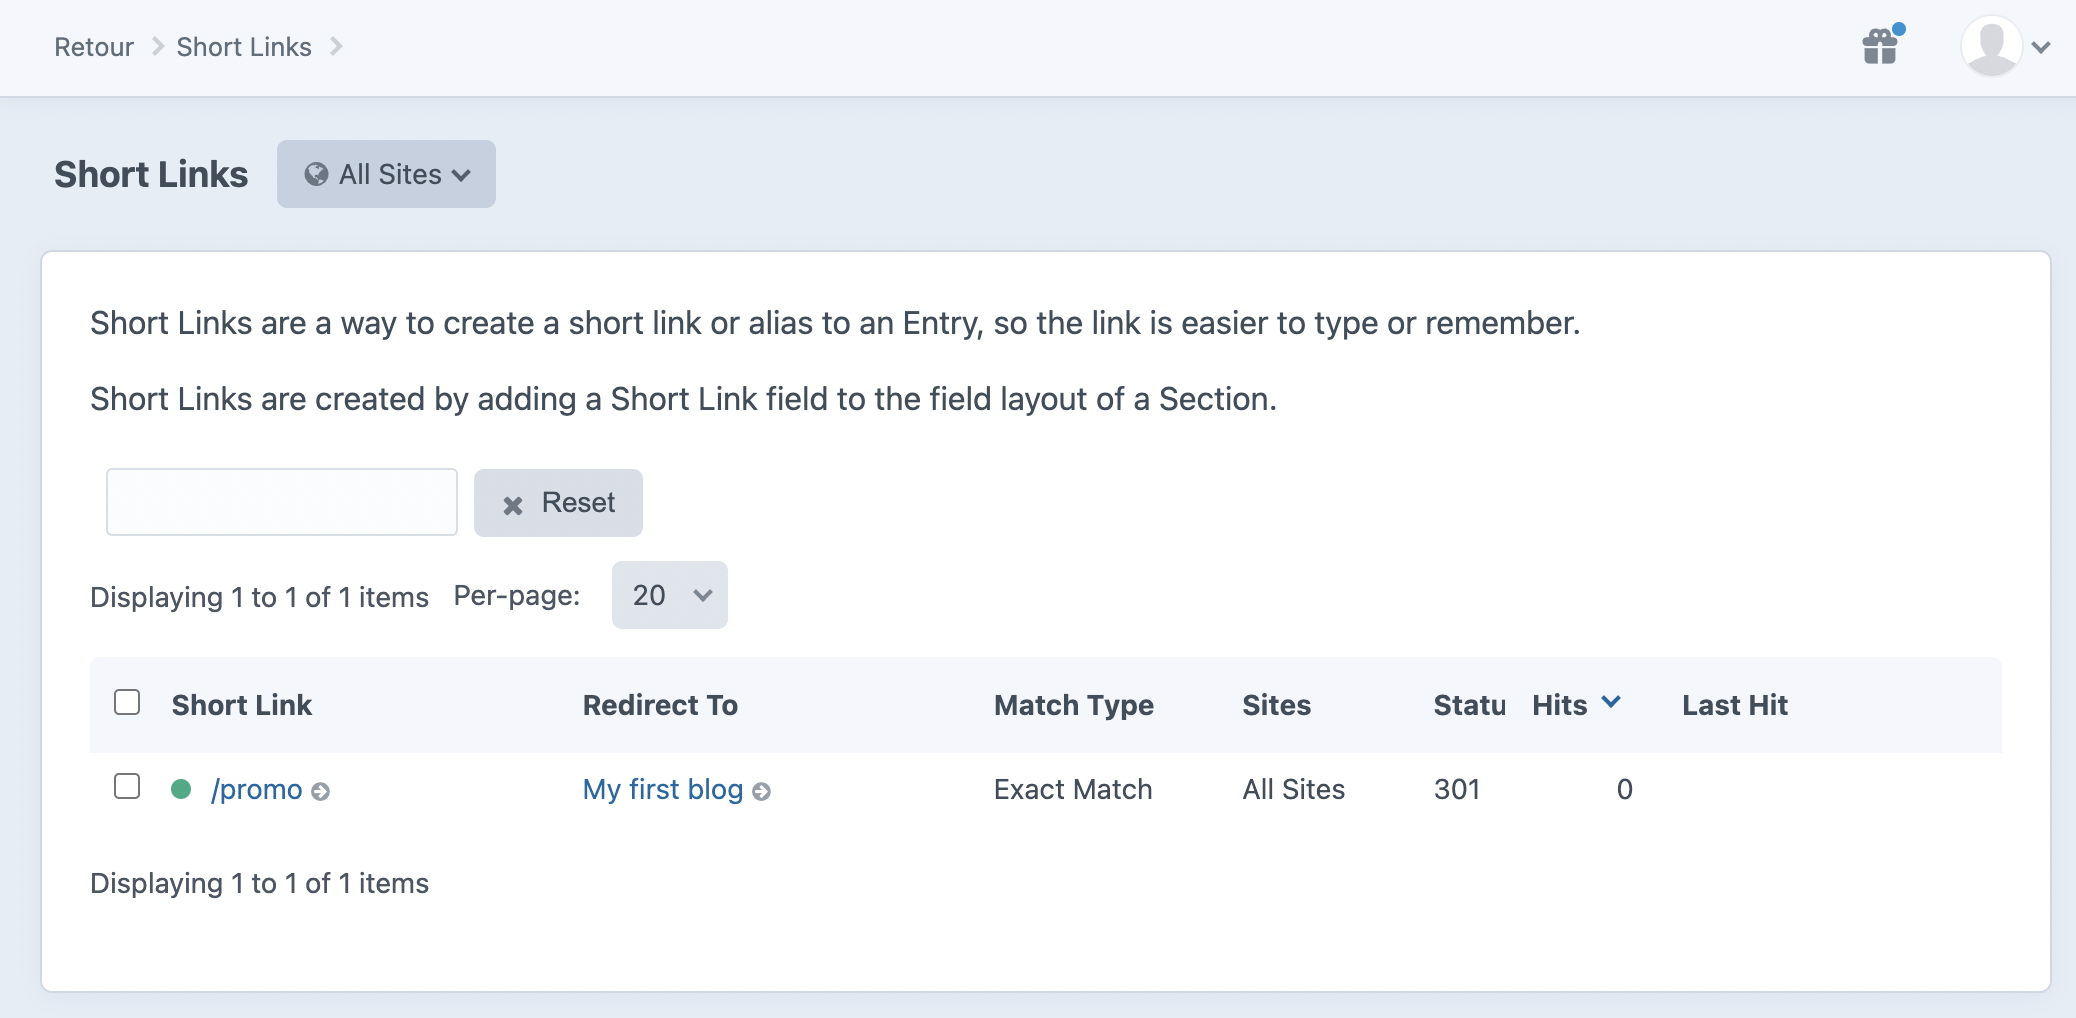 Retour Short Links
Short Links All Sites
Short Links are a way to create a short link or alias to an Entry, so the link is easier to type or remember.
Short Links are created by adding a Short Link field to the field layout of a Section.
Reset
Displaying 1 to 1 of 1 items Per-page: 20
Short Link Redirect To Match Type Sites Statu Hits Last Hit
/promo My first blog Exact Match All Sites 301 0
Displaying 1 to 1 of 1 items